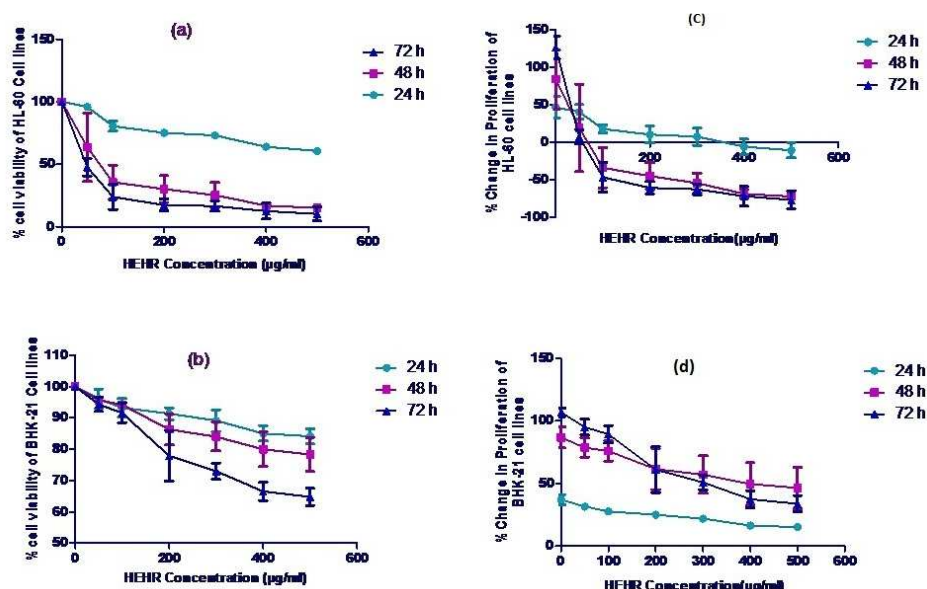 (a)
% cell viability of HL-60 Cell lines
150
100
50
0
0 200 400 600
HEHR Concentration (µg/ml)
72 h
48 h
24 h
(c)
% Change in Proliferation of
HL-60 cell lines
150
100
50
0
-50
-100
200 400 600
HEHR Concentration(µg/ml)
24 h
48 h
72 h
(b)
% cell viability of BHK-21 Cell lines
110
100
90
80
70
60
50
0 200 400 600
HEHR Concentration (µg/ml)
24 h
48 h
72 h
(d)
% Change In Proliferation of
BHK-21 cell lines
150
100
50
0
0 100 200 300 400 500 600
HEHR Concentration(µg/ml)
24 h
48 h
72 h